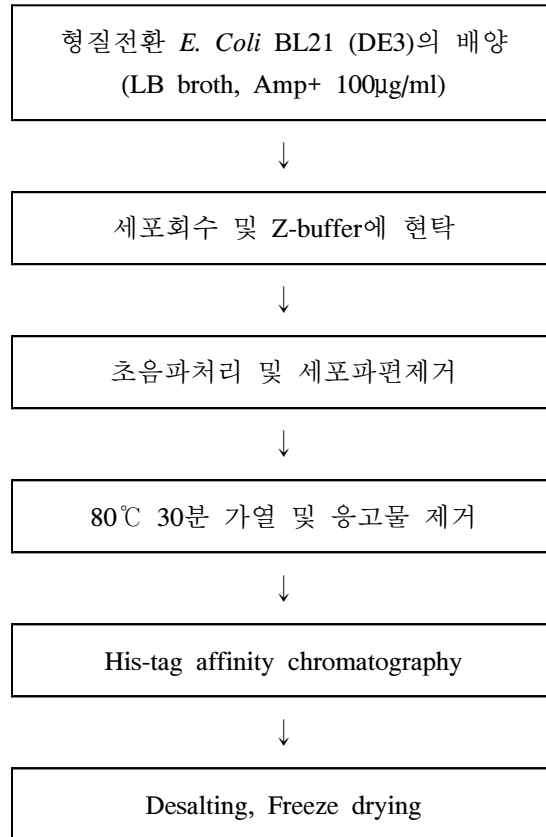 형질전환 E. Coli BL21 (DE3)의 배양
(LB broth, Amp+ 100µg/ml)
↓
세포회수 및 Z-buffer에 현탁
↓
초음파처리 및 세포파편제거
↓
80℃ 30분 가열 및 응고물 제거
↓
His-tag affinity chromatography
↓
Desalting, Freeze drying